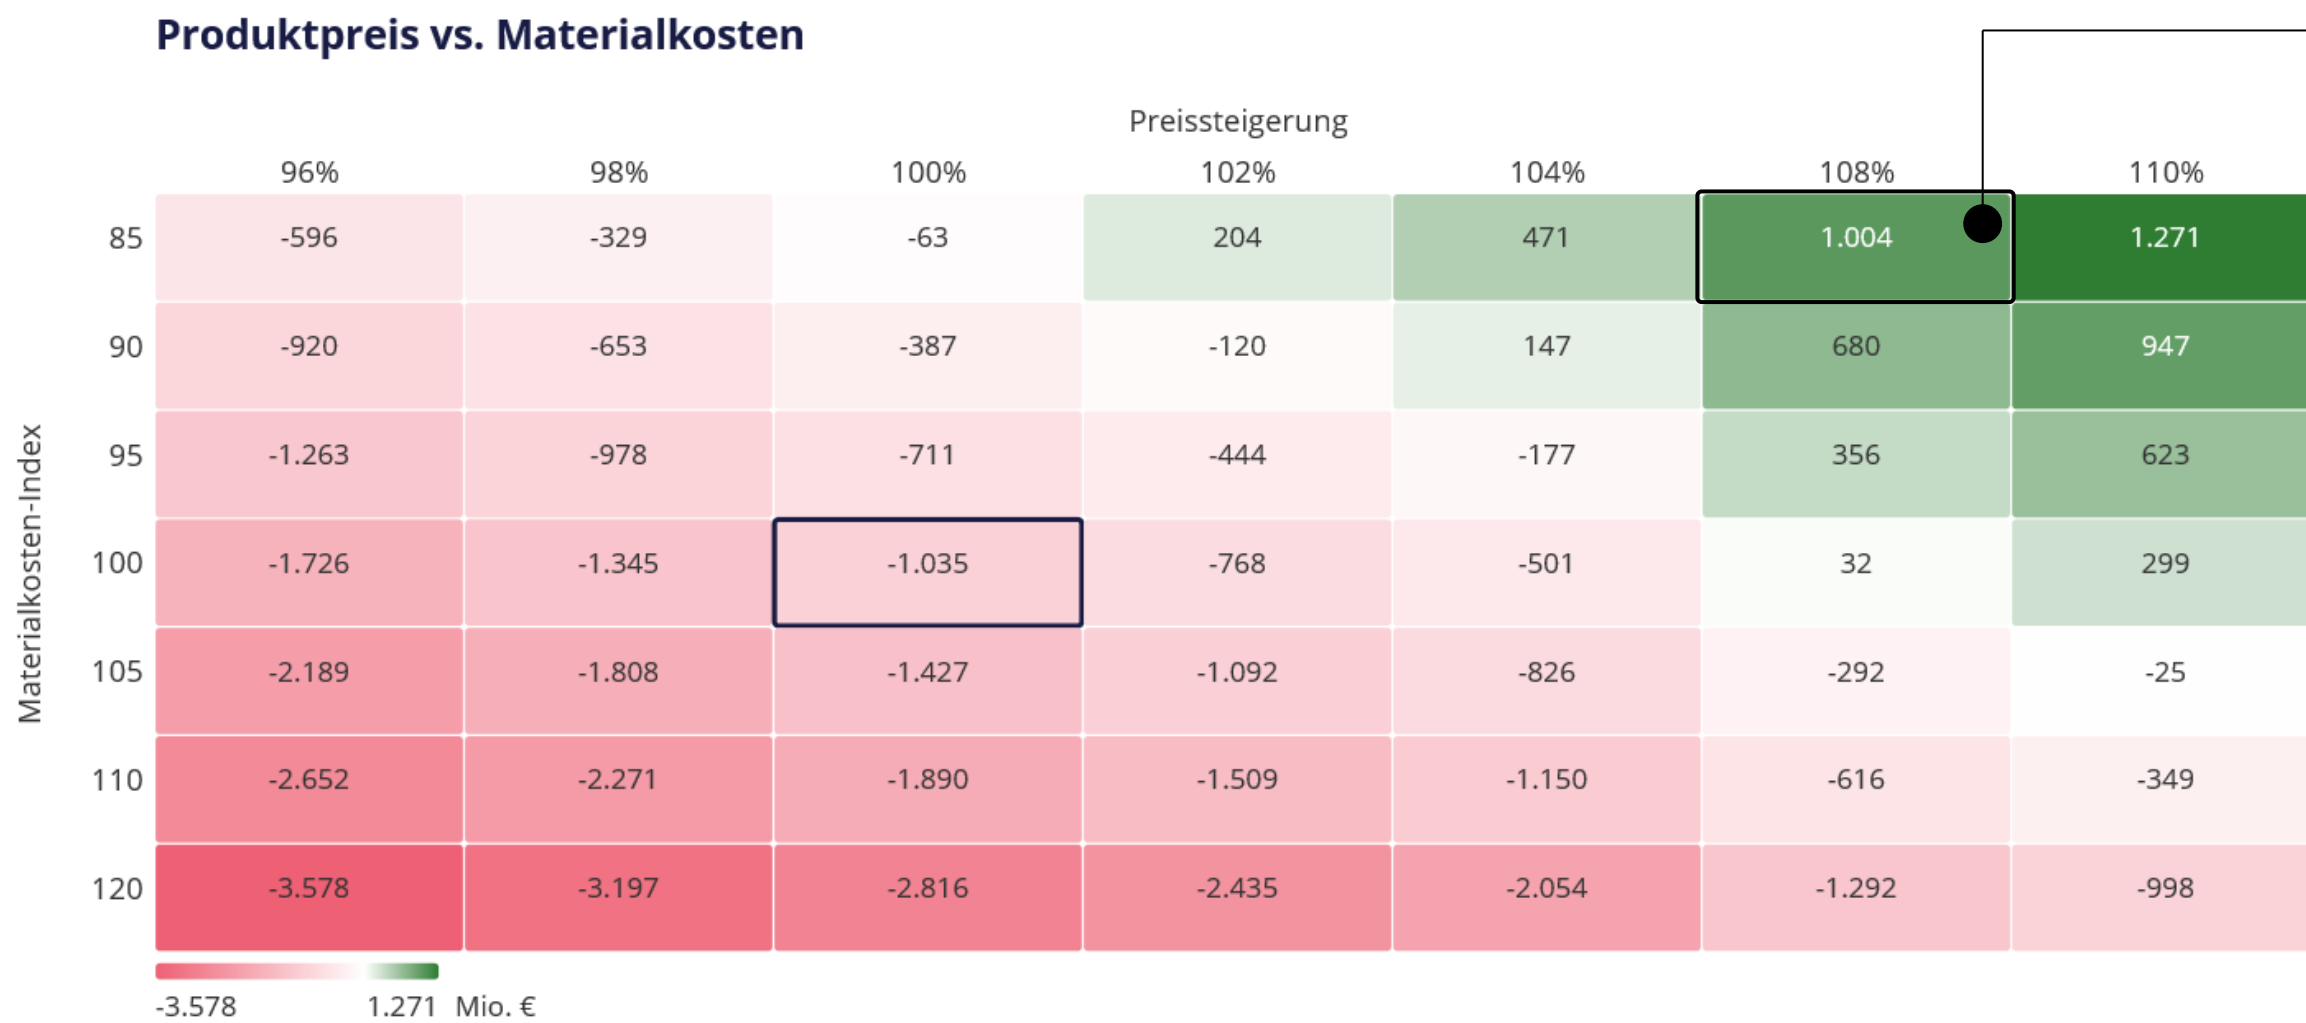 Produktpreis vs. Materialkosten
Preissteigerung
96% 98% 100% 102% 104% 108% 110%
Materialkosten-Index
85 -596 -329 -63 204 471 1.004 1.271
90 -920 -653 -387 -120 147 680 947
95 -1.263 -978 -711 -444 -177 356 623
100 -1.726 -1.345 -1.035 -768 -501 32 299
105 -2.189 -1.808 -1.427 -1.092 -826 -292 -25
110 -2.652 -2.271 -1.890 -1.509 -1.150 -616 -349
120 -3.578 -3.197 -2.816 -2.435 -2.054 -1.292 -998
-3.578 1.271 Mio. €